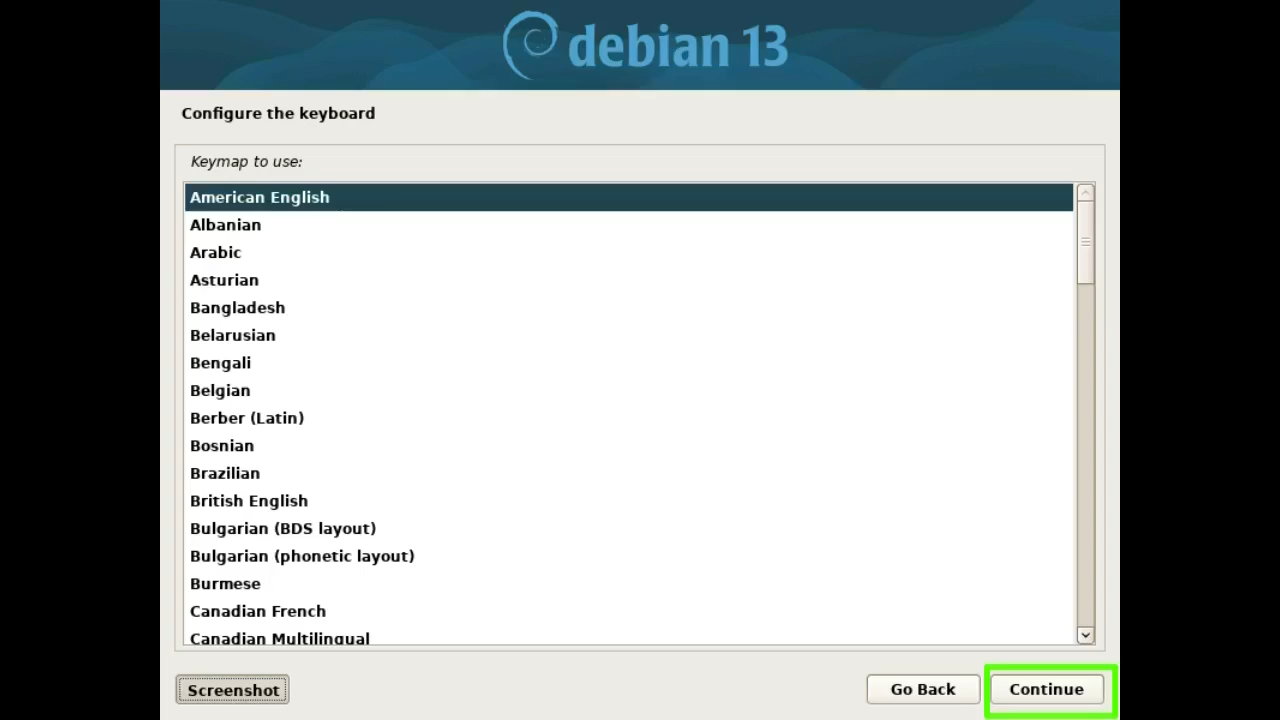 debian 13
Configure the keyboard
Keymap to use:
American English
Albanian
Arabic
Asturian
Bangladesh
Belarusian
Bengali
Belgian
Berber (Latin)
Bosnian
Brazilian
British English
Bulgarian (BDS layout)
Bulgarian (phonetic layout)
Burmese
Canadian French
Canadian Multilingual
Screenshot
Go Back
Continue